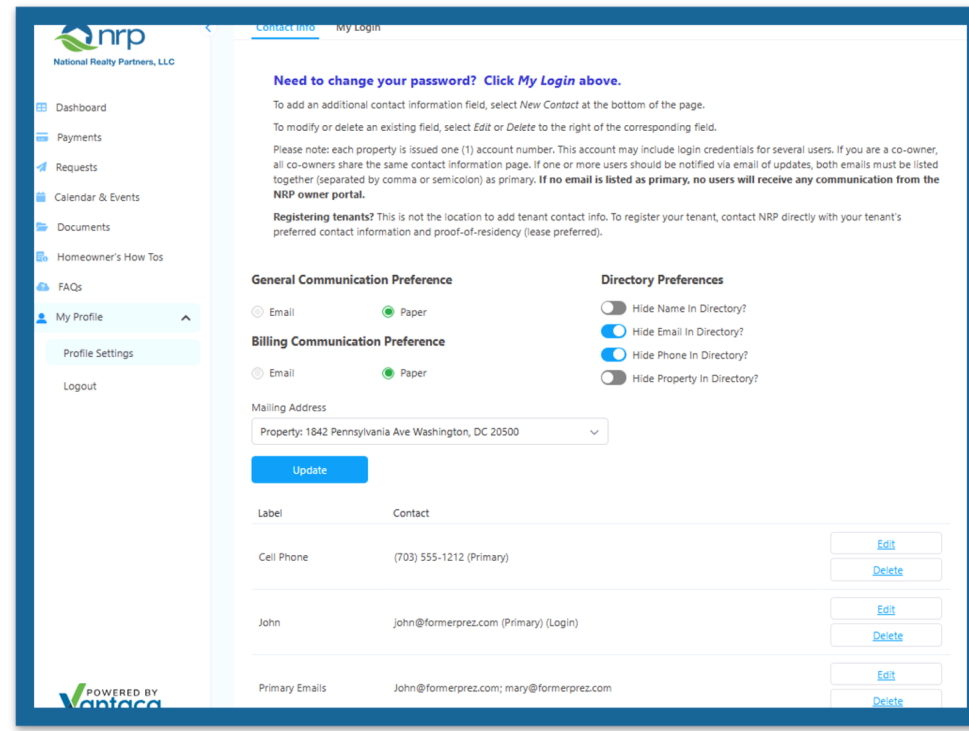 nrp
National Realty Partners, LLC
Dashboard
Payments
Requests
Calendar & Events
Documents
Homeowner's How Tos
FAQs
My Profile
Profile Settings
Logout
POWERED BY
Vantaca
Contact Info My Login
Need to change your password? Click My Login above.
To add an additional contact information field, select New Contact at the bottom of the page.
To modify or delete an existing field, select Edit or Delete to the right of the corresponding field.
Please note: each property is issued one (1) account number. This account may include login credentials for several users. If you are a co-owner,
all co-owners share the same contact information page. If one or more users should be notified via email of updates, both emails must be listed
together (separated by comma or semicolon) as primary. If no email is listed as primary, no users will receive any communication from the
NRP owner portal.
Registering tenants? This is not the location to add tenant contact info. To register your tenant, contact NRP directly with your tenant's
preferred contact information and proof-of-residency (lease preferred).
General Communication Preference
Email Paper
Billing Communication Preference
Email Paper
Directory Preferences
Hide Name In Directory?
Hide Email In Directory?
Hide Phone In Directory?
Hide Property In Directory?
Mailing Address
Property: 1842 Pennsylvania Ave Washington, DC 20500
Update
Label Contact
Cell Phone (703) 555-1212 (Primary)
Edit
Delete
John john@formerprez.com (Primary) (Login)
Edit
Delete
Primary Emails John@formerprez.com; mary@formerprez.com
Edit
Delete